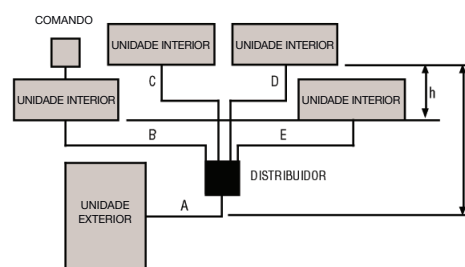 COMANDO
UNIDADE INTERIOR
UNIDADE INTERIOR
UNIDADE INTERIOR
UNIDADE INTERIOR
C
D
h
B
E
DISTRIBUIDOR
A
UNIDADE
EXTERIOR